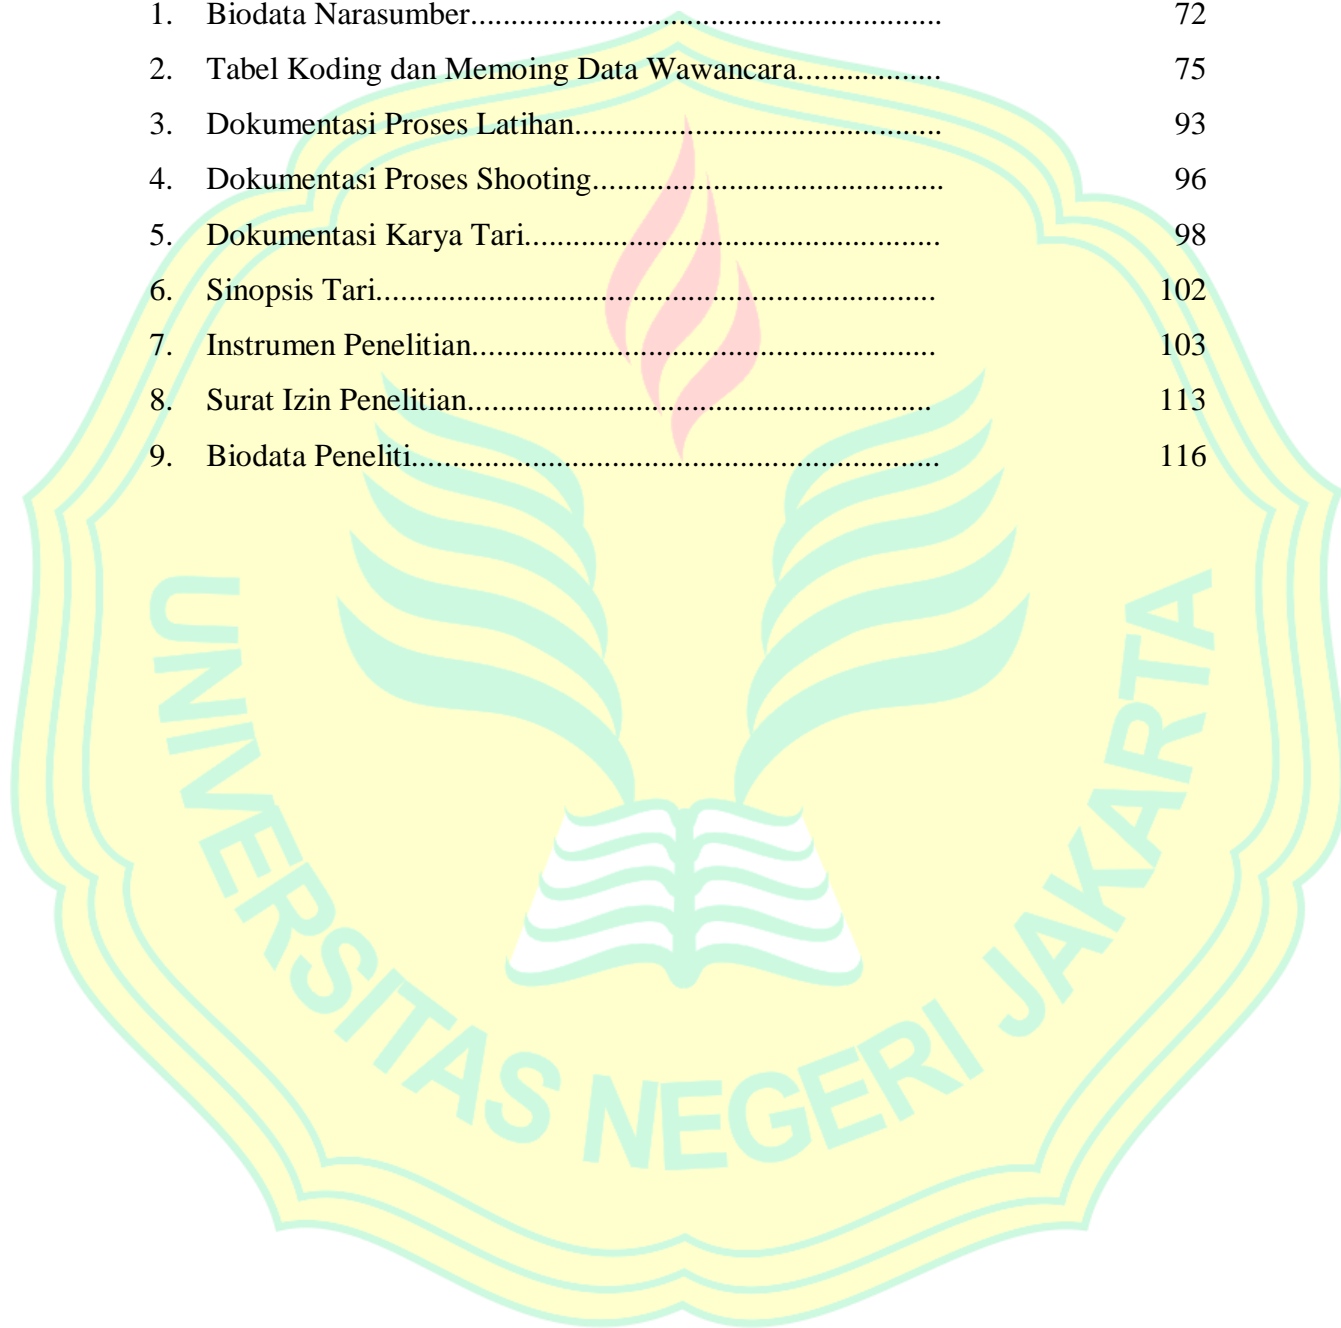 1. Biodata Narasumber.......................................................... 72
2. Tabel Koding dan Memoing Data Wawancara.................. 75
3. Dokumentasi Proses Latihan............................................. 93
4. Dokumentasi Proses Shooting........................................... 96
5. Dokumentasi Karya Tari................................................... 98
6. Sinopsis Tari..................................................................... 102
7. Instrumen Penelitian......................................................... 103
8. Surat Izin Penelitian......................................................... 113
9. Biodata Peneliti................................................................. 116
UNIVERSITAS NEGERI JAKARTA